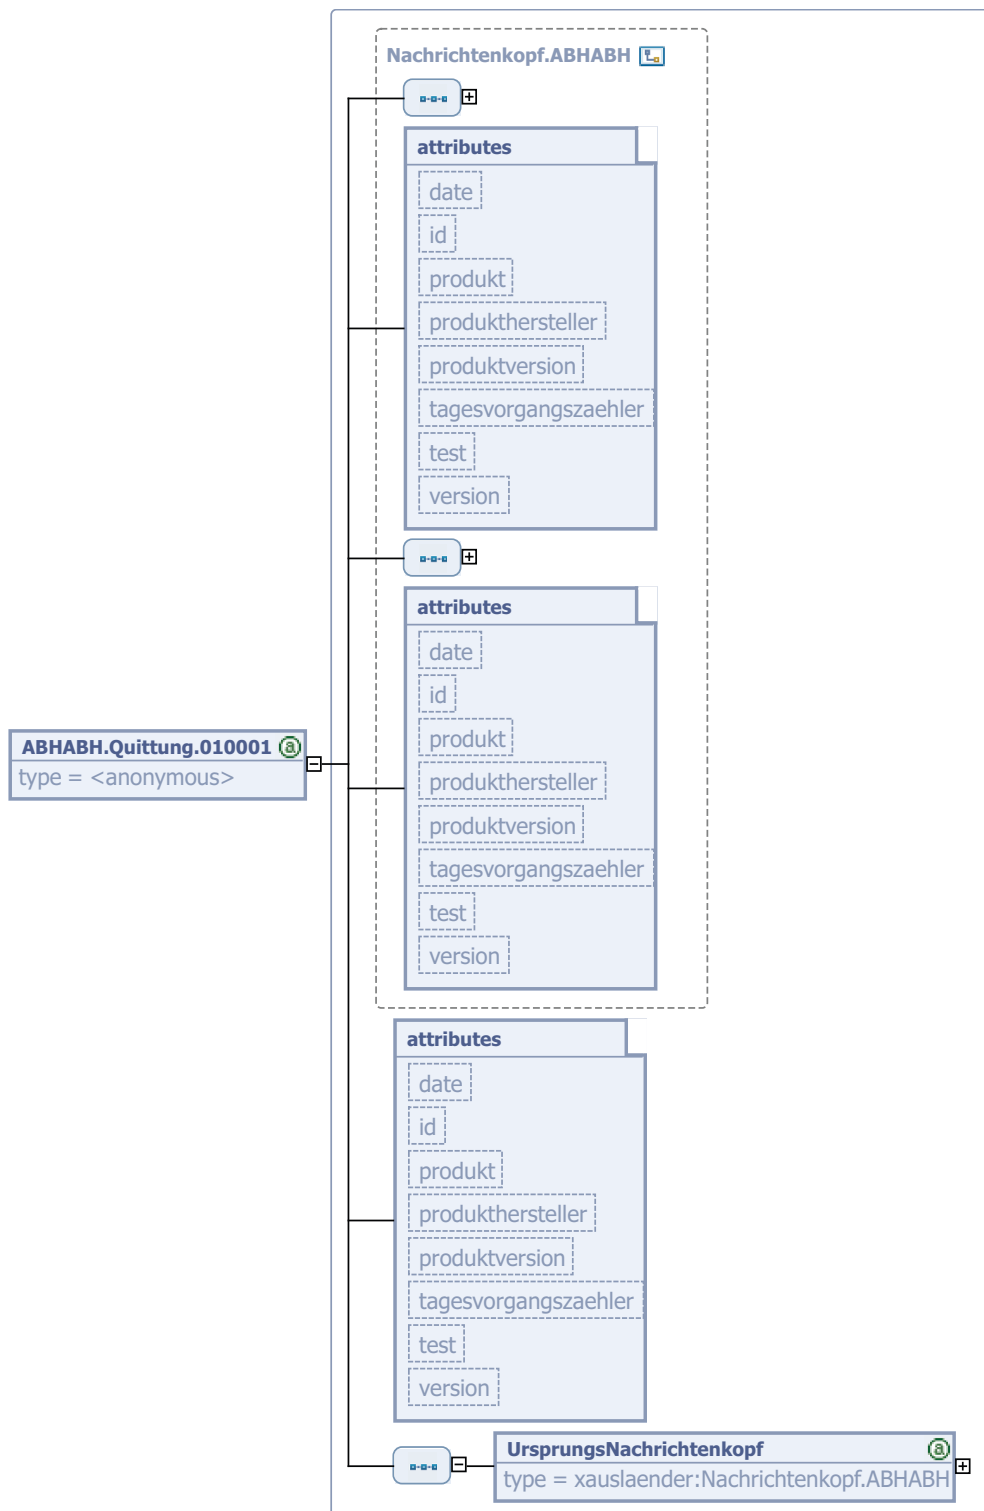 Nachrichtenkopf.ABHABH
attributes
date
id
produkt
produkthersteller
produktversion
tagesvorgangszaehler
test
version
attributes
date
id
produkt
produkthersteller
produktversion
tagesvorgangszaehler
test
version
ABHABH.Quittung.010001 @
type = <anonymous>
attributes
date
id
produkt
produkthersteller
produktversion
tagesvorgangszaehler
test
version
UrsprungsNachrichtenkopf @
type = xauslaender:Nachrichtenkopf.ABHABH